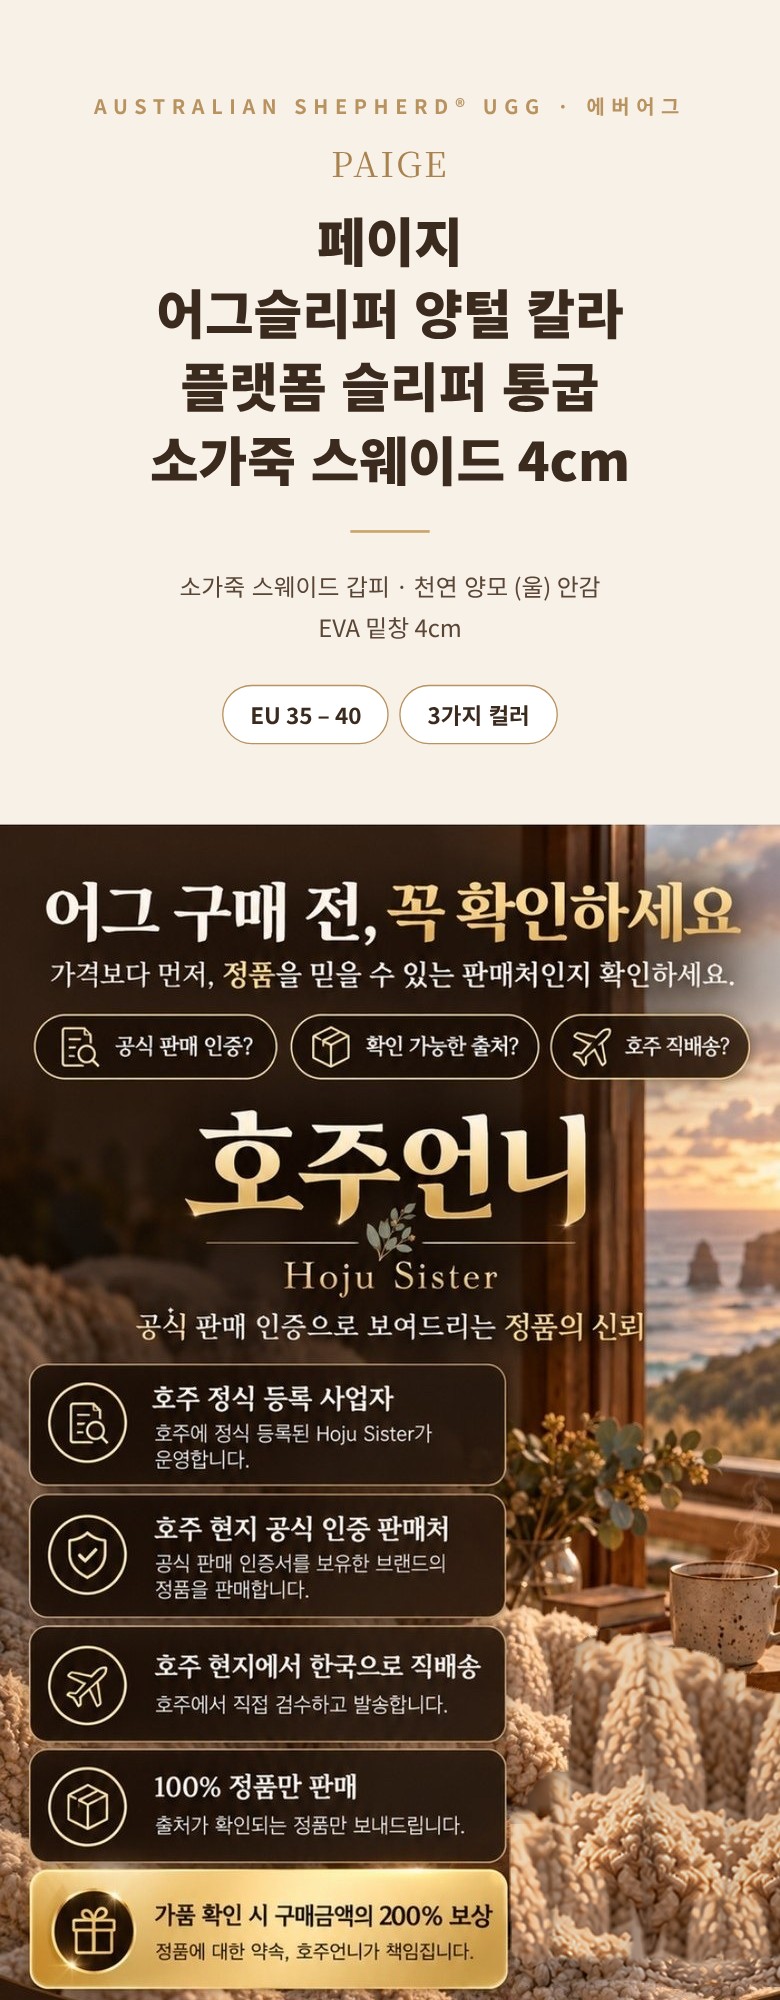 AUSTRALIAN SHEPHERD® UGG · 에버어그
PAIGE
페이지
어그슬리퍼 양털 칼라
플랫폼 슬리퍼 통굽
소가죽 스웨이드 4cm
소가죽 스웨이드 갑피 · 천연 양모 (울) 안감
EVA 밑창 4cm
EU 35 – 40
3가지 컬러
어그 구매 전, 꼭 확인하세요
가격보다 먼저, 정품을 믿을 수 있는 판매처인지 확인하세요.
공식 판매 인증?
확인 가능한 출처?
호주 직배송?
호주언니
Hoju Sister
공식 판매 인증으로 보여드리는 정품의 신뢰
호주 정식 등록 사업자
호주에 정식 등록된 Hoju Sister가
운영합니다.
호주 현지 공식 인증 판매처
공식 판매 인증서를 보유한 브랜드의
정품을 판매합니다.
호주 현지에서 한국으로 직배송
호주에서 직접 검수하고 발송합니다.
100% 정품만 판매
출처가 확인되는 정품만 보내드립니다.
가품 확인 시 구매금액의 200% 보상
정품에 대한 약속, 호주언니가 책임집니다.